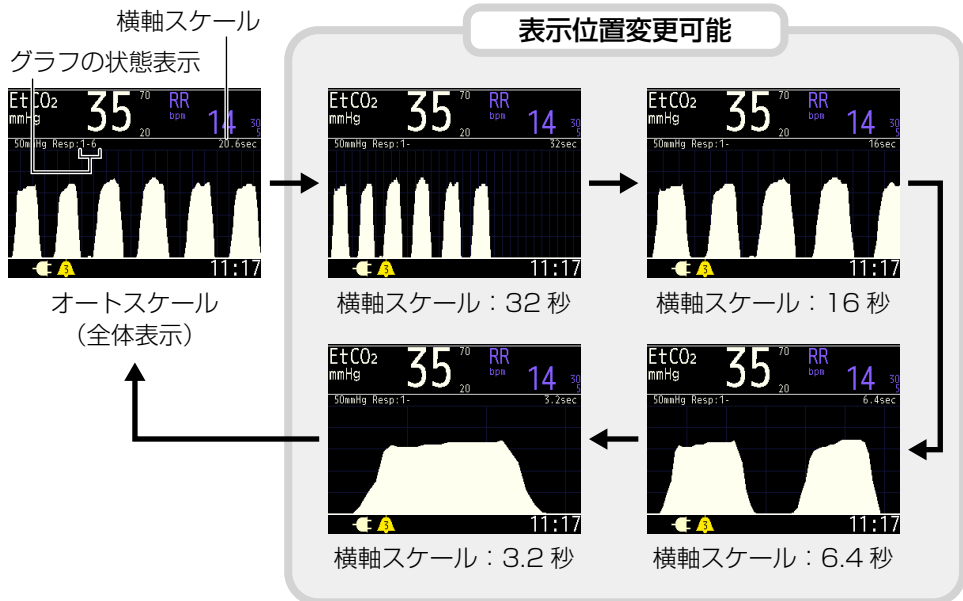 横軸スケール
グラフの状態表示
表示位置変更可能
EtCO₂ 35 70 RR
mmHg 20 bpm 14 30 5
50mmHg Resp:1-6 20.6sec
3 11:17
オートスケール
（全体表示）
EtCO₂ 35 70 RR
mmHg 20 bpm 14 30 5
50mmHg Resp:1- 32sec
3 11:17
横軸スケール：32 秒
EtCO₂ 35 70 RR
mmHg 20 bpm 14 30 5
50mmHg Resp:1- 16sec
3 11:17
横軸スケール：16 秒
EtCO₂ 35 70 RR
mmHg 20 bpm 14 30 5
50mmHg Resp:1- 3.2sec
3 11:17
横軸スケール：3.2 秒
EtCO₂ 35 70 RR
mmHg 20 bpm 14 30 5
50mmHg Resp:1- 6.4sec
3 11:17
横軸スケール：6.4 秒